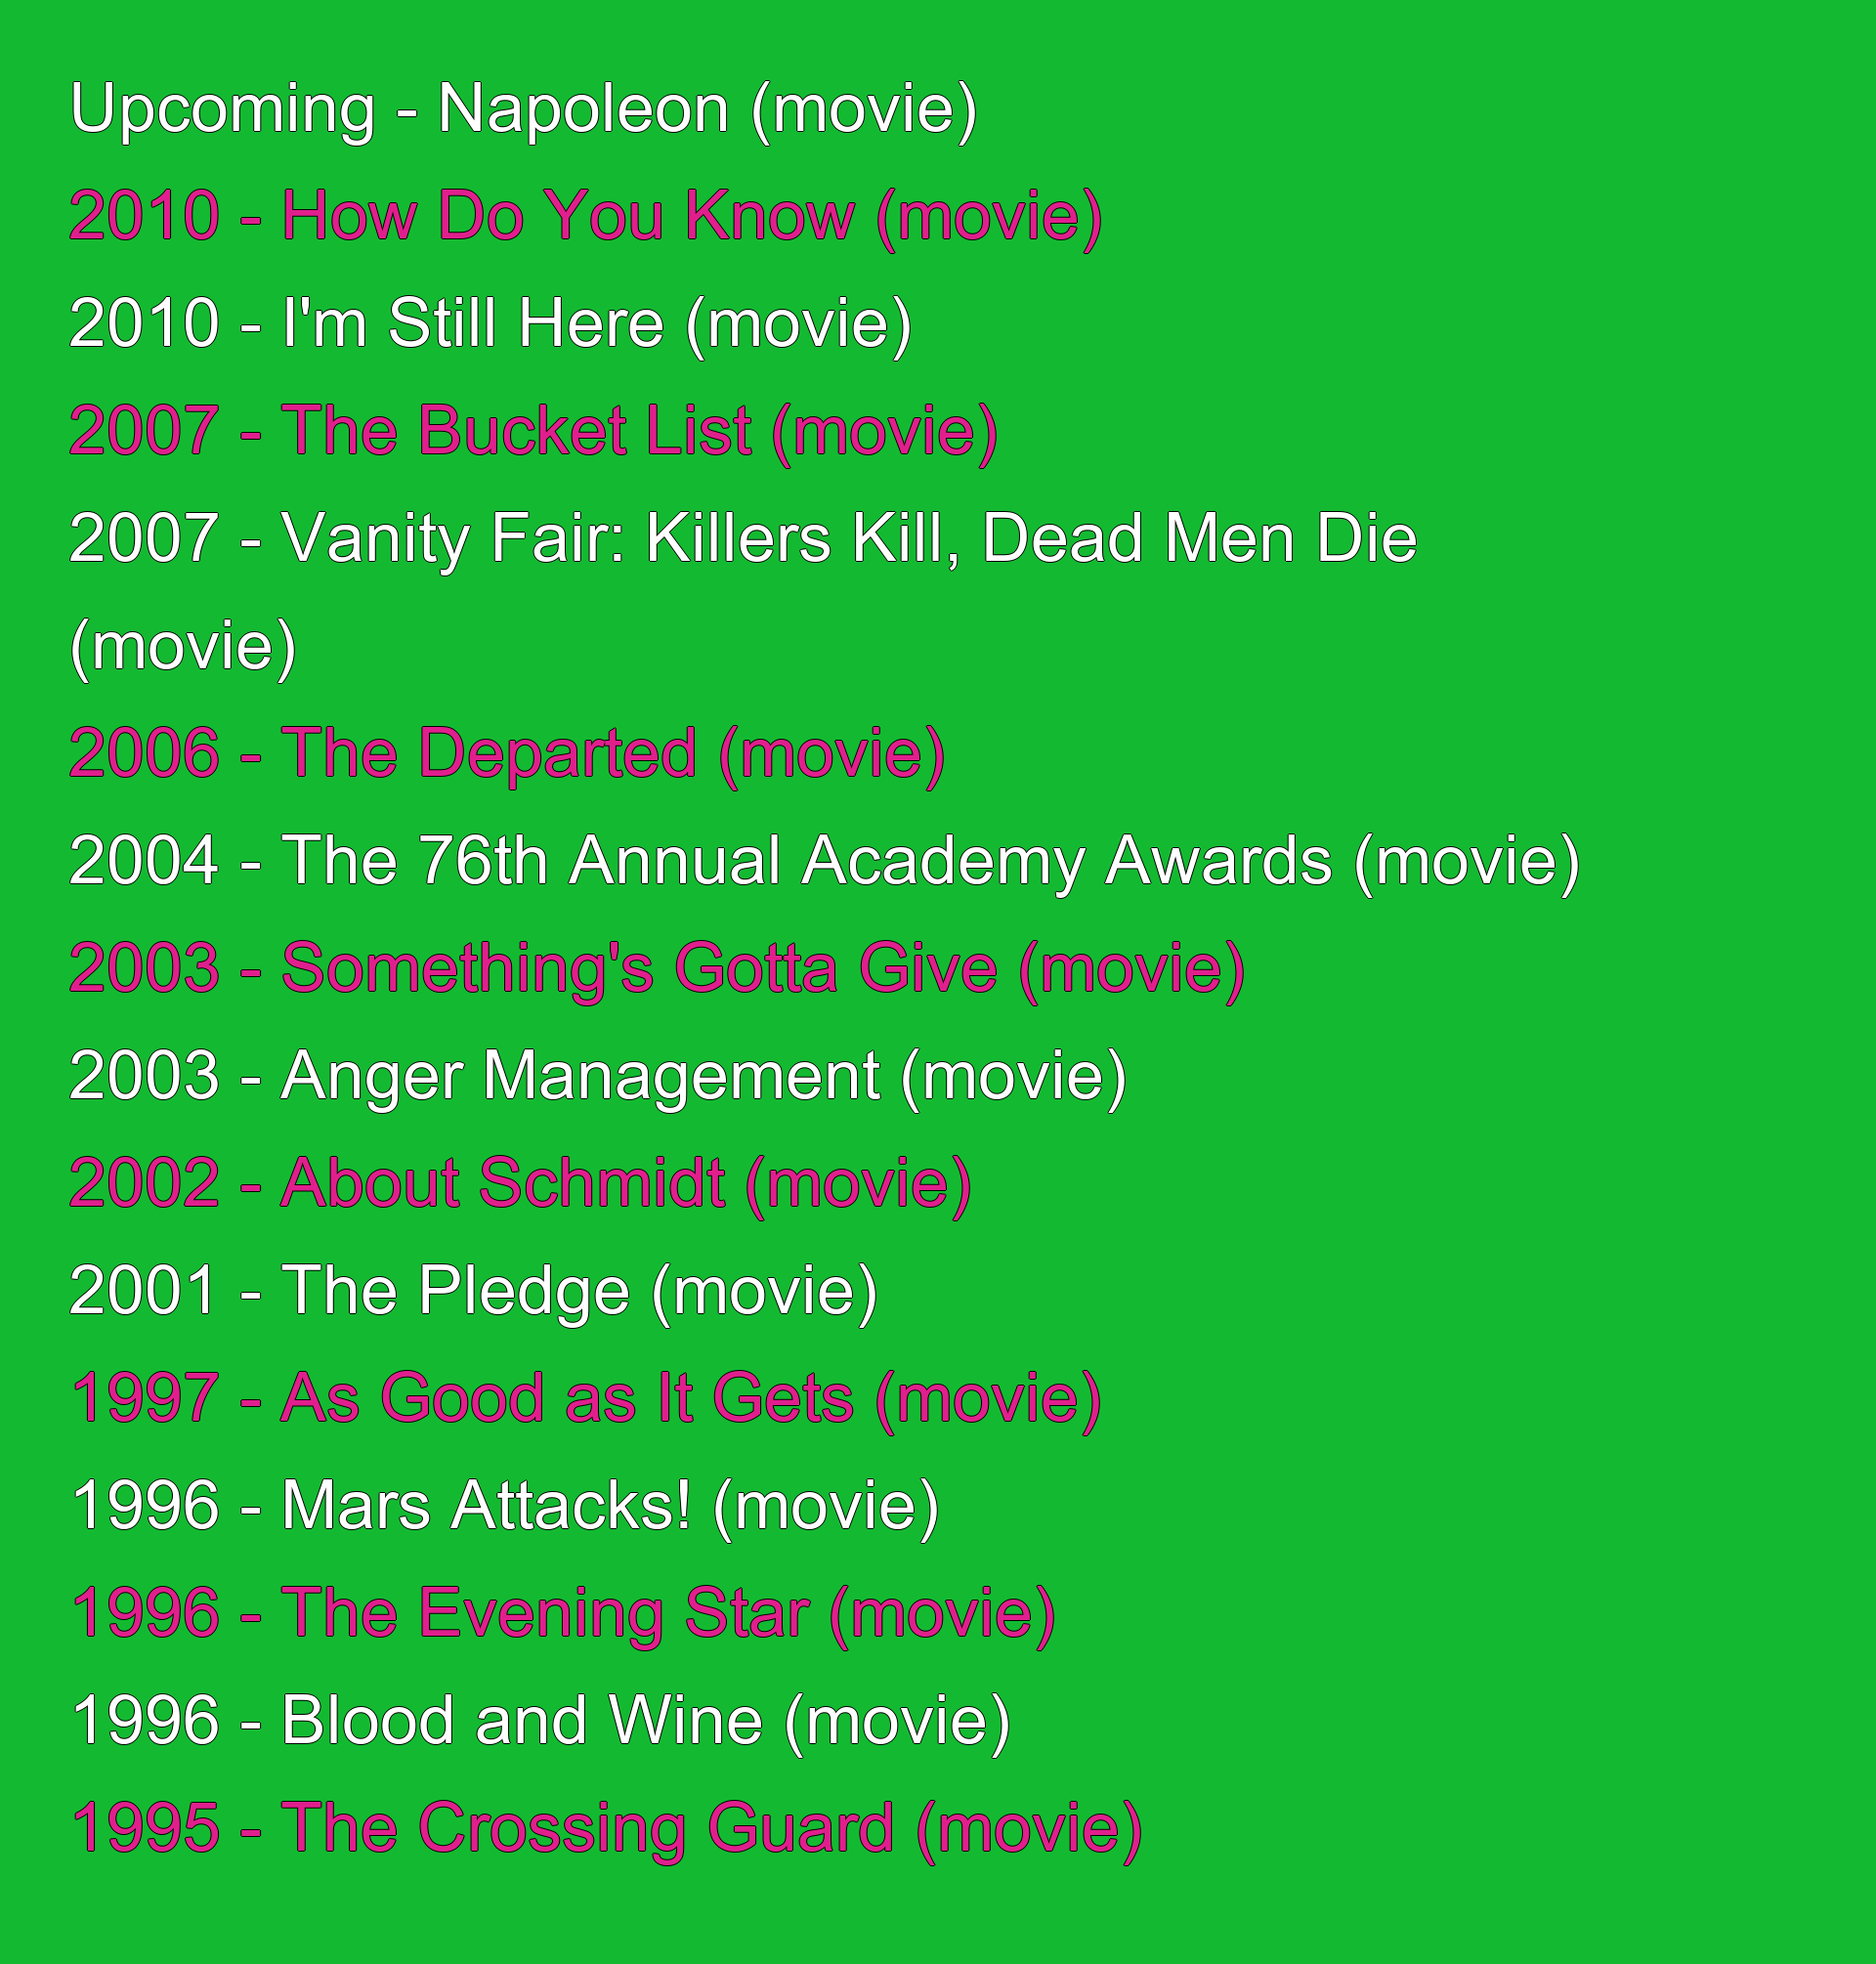 Upcoming - Napoleon (movie)
2010 - How Do You Know (movie)
2010 - I'm Still Here (movie)
2007 - The Bucket List (movie)
2007 - Vanity Fair: Killers Kill, Dead Men Die
(movie)
2006 - The Departed (movie)
2004 - The 76th Annual Academy Awards (movie)
2003 - Something's Gotta Give (movie)
2003 - Anger Management (movie)
2002 - About Schmidt (movie)
2001 - The Pledge (movie)
1997 - As Good as It Gets (movie)
1996 - Mars Attacks! (movie)
1996 - The Evening Star (movie)
1996 - Blood and Wine (movie)
1995 - The Crossing Guard (movie)